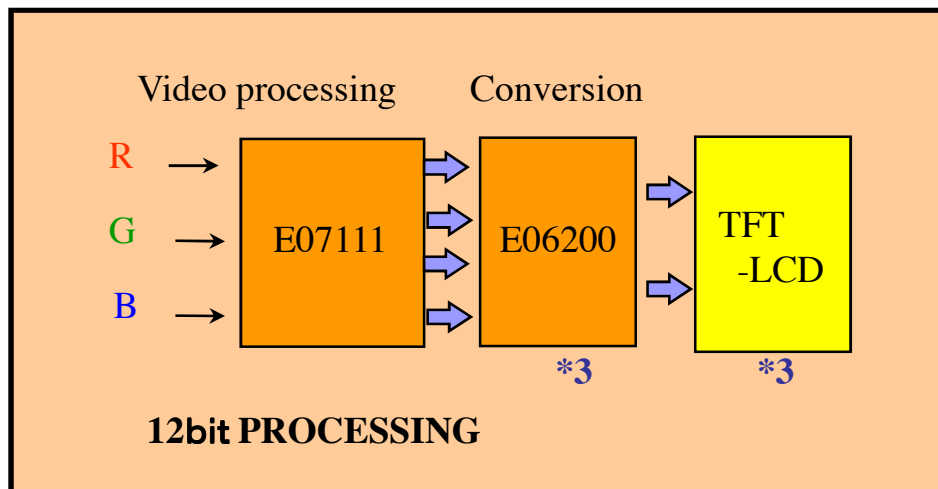 Video processing
Conversion
R
G
B
E07111
E06200
TFT
-LCD
*3
*3
12bit PROCESSING